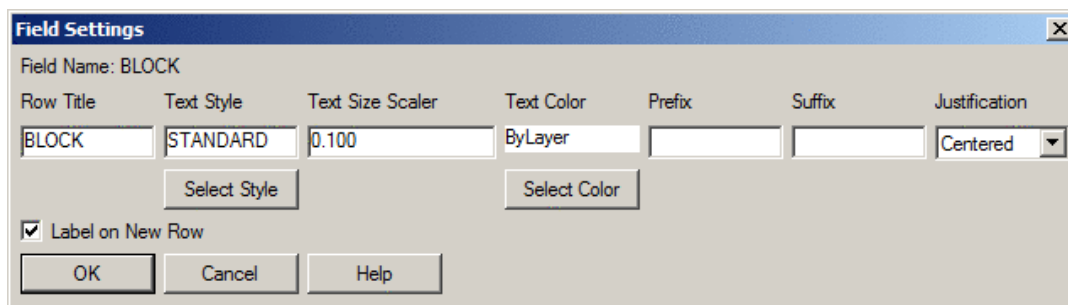 Field Settings
Field Name: BLOCK
Row Title Text Style Text Size Scaler Text Color Prefix Suffix Justification
BLOCK STANDARD 0.100 ByLayer Centered
Select Style Select Color
Label on New Row
OK Cancel Help